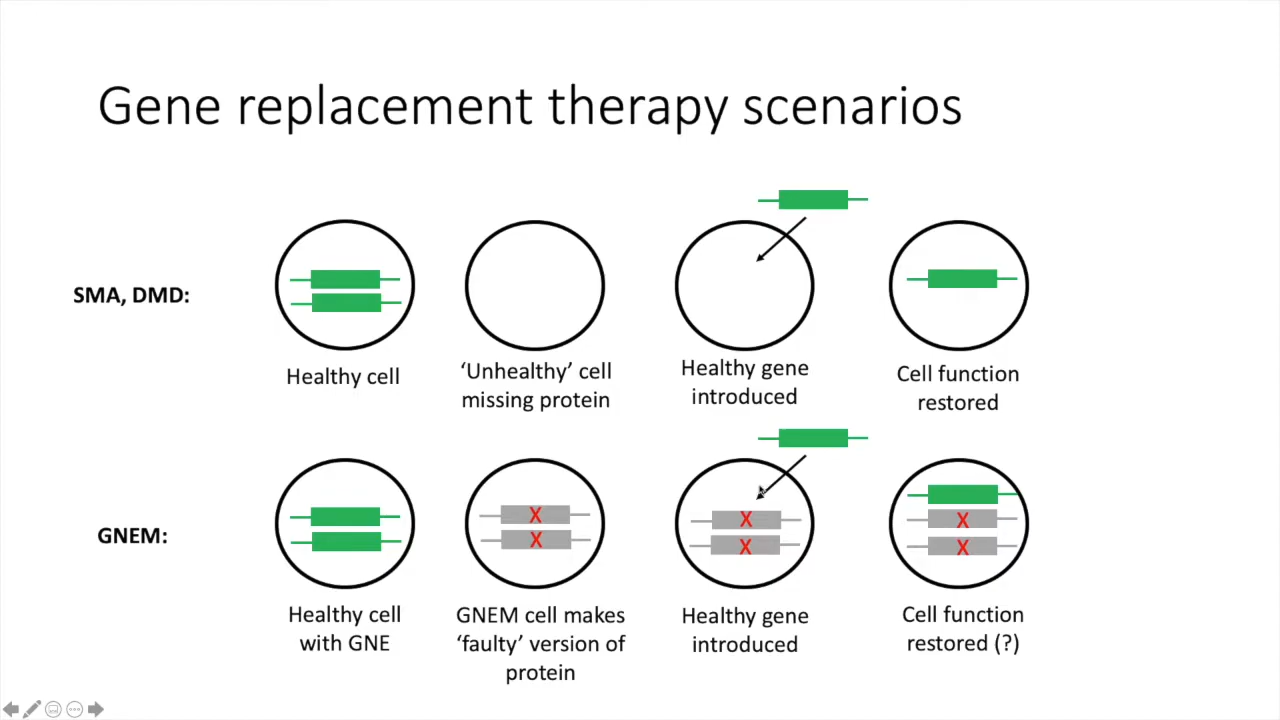 Gene replacement therapy scenarios
SMA, DMD:
Healthy cell
‘Unhealthy’ cell
missing protein
Healthy gene
introduced
Cell function
restored
GNEM:
X
X
X
X
X
X
Healthy cell
with GNE
GNEM cell makes
‘faulty’ version of
protein
Healthy gene
introduced
Cell function
restored (?)